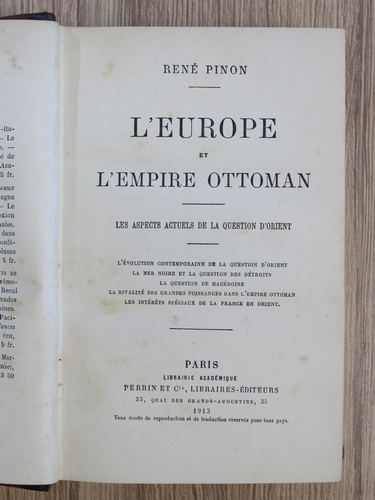 RENÉ PINON
L'EUROPE
ET
L'EMPIRE OTTOMAN
LES ASPECTS ACTUELS DE LA QUESTION D'ORIENT
L'ÉVOLUTION CONTEMPORAINE DE LA QUESTION D'ORIENT
LA MER NOIRE ET LA QUESTION DES DÉTROITS
LA QUESTION DE MACÉDOINE
LA RIVALITÉ DES GRANDES PUISSANCES DANS L'EMPIRE OTTOMAN
LES INTÉRÊTS SPÉCIAUX DE LA FRANCE EN ORIENT.
PARIS
LIBRAIRIE ACADÉMIQUE
PERRIN ET Cie, LIBRAIRES-ÉDITEURS
35, QUAI DES GRANDS-AUGUSTINS, 35
1913
Tous droits de reproduction et de traduction réservés pour tous pays.